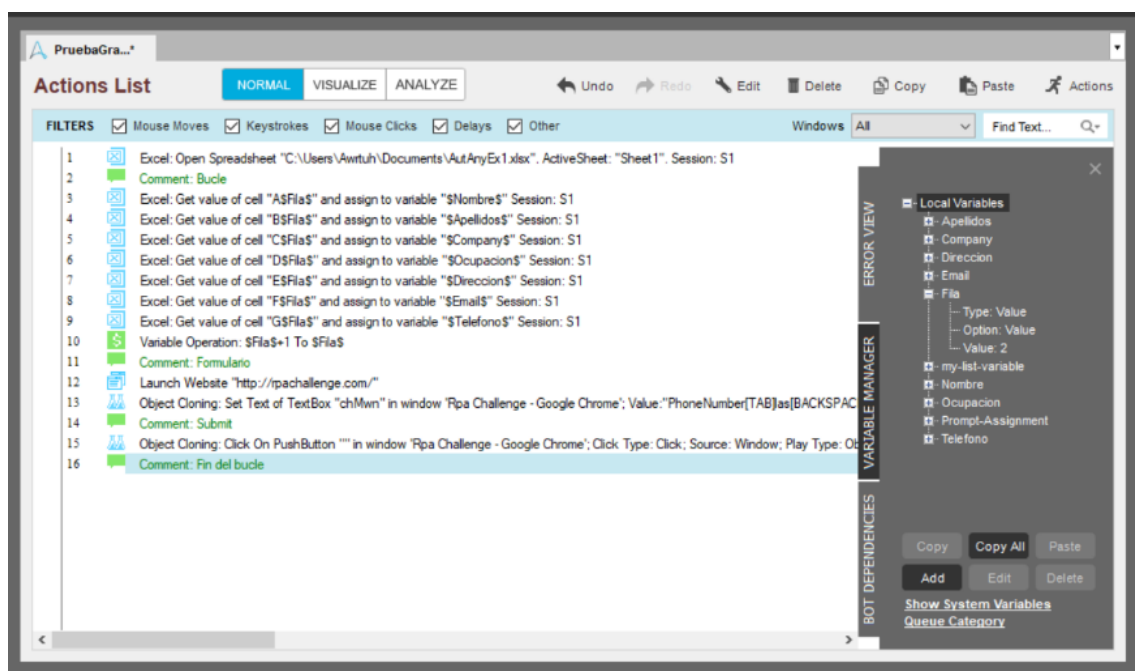 PruebaGra...*
Actions List NORMAL VISUALIZE ANALYZE Undo Redo Edit Delete Copy Paste Actions
FILTERS Mouse Moves Keystrokes Mouse Clicks Delays Other Windows All Find Text...
1 Excel: Open Spreadsheet "C:\Users\Awrtuh\Documents\AutAnyEx1.xlsx". ActiveSheet: "Sheet1". Session: S1
2 Comment: Bucle
3 Excel: Get value of cell "A$Fila$" and assign to variable "$Nombre$" Session: S1
4 Excel: Get value of cell "B$Fila$" and assign to variable "$Apellidos$" Session: S1
5 Excel: Get value of cell "C$Fila$" and assign to variable "$Company$" Session: S1
6 Excel: Get value of cell "D$Fila$" and assign to variable "$Ocupacion$" Session: S1
7 Excel: Get value of cell "E$Fila$" and assign to variable "$Direccion$" Session: S1
8 Excel: Get value of cell "F$Fila$" and assign to variable "$Email$" Session: S1
9 Excel: Get value of cell "G$Fila$" and assign to variable "$Telefono$" Session: S1
10 Variable Operation: $Fila$+1 To $Fila$
11 Comment: Formulario
12 Launch Website "http://rpachallenge.com/"
13 Object Cloning: Set Text of TextBox "chMwn" in window 'Rpa Challenge - Google Chrome'; Value:"PhoneNumber[TAB]as[BACKSPAC
14 Comment: Submit
15 Object Cloning: Click On PushButton "" in window 'Rpa Challenge - Google Chrome'; Click Type: Click; Source: Window; Play Type: Ob
16 Comment: Fin del bucle
ERROR VIEW
VARIABLE MANAGER
BOT DEPENDENCIES
Local Variables
Apellidos
Company
Direccion
Email
Fila
Type: Value
Option: Value
Value: 2
my-list-variable
Nombre
Ocupacion
Prompt-Assignment
Telefono
Copy Copy All Paste
Add Edit Delete
Show System Variables
Queue Category